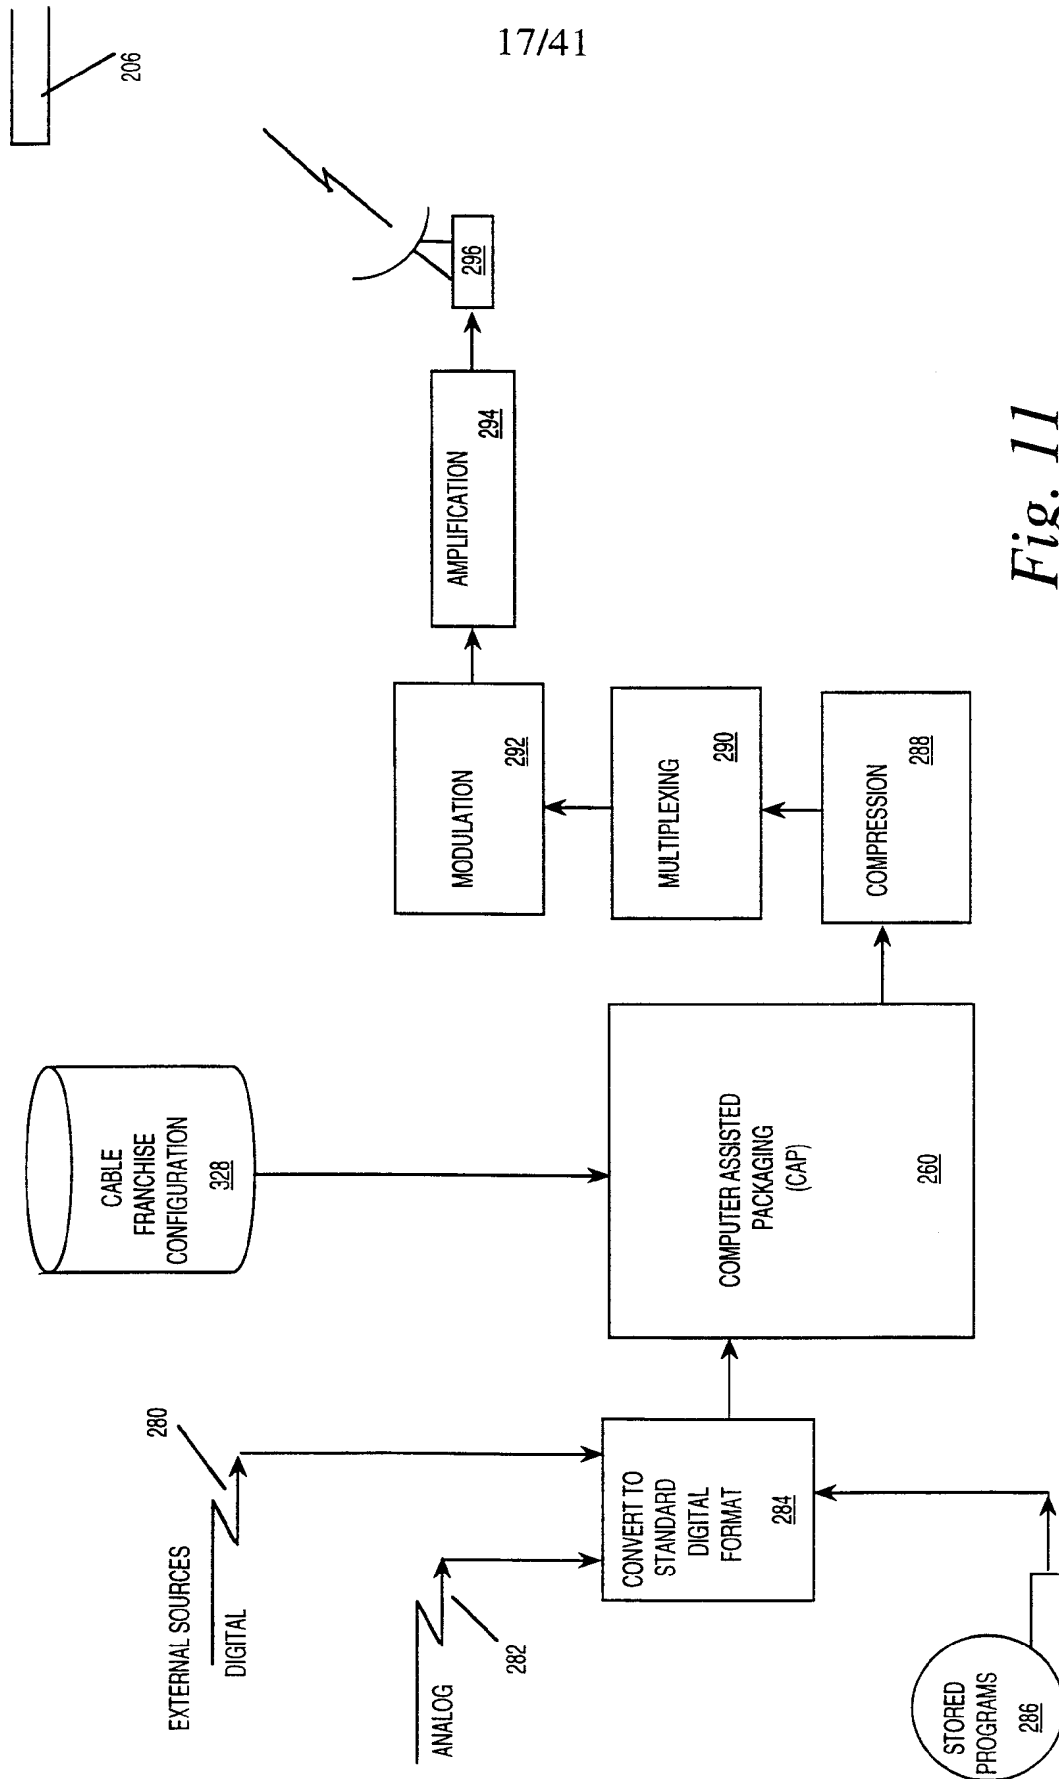 17/41
206
296
AMPLIFICATION
294
MODULATION
292
MULTIPLEXING
290
COMPRESSION
288
CABLE
FRANCHISE
CONFIGURATION
328
COMPUTER ASSISTED
PACKAGING
(CAP)
260
EXTERNAL SOURCES
DIGITAL
280
ANALOG
282
CONVERT TO
STANDARD
DIGITAL
FORMAT
284
STORED
PROGRAMS
286
Fig. 11